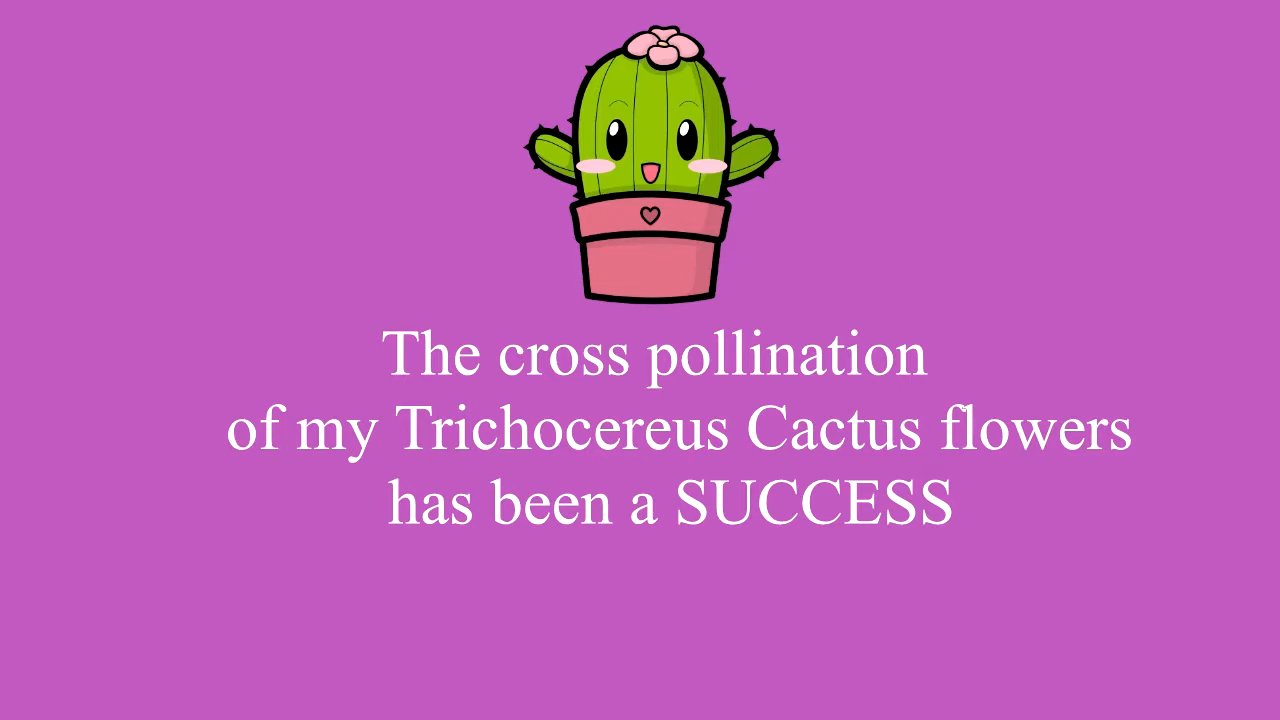 The cross pollination
of my Trichocereus Cactus flowers
has been a SUCCESS